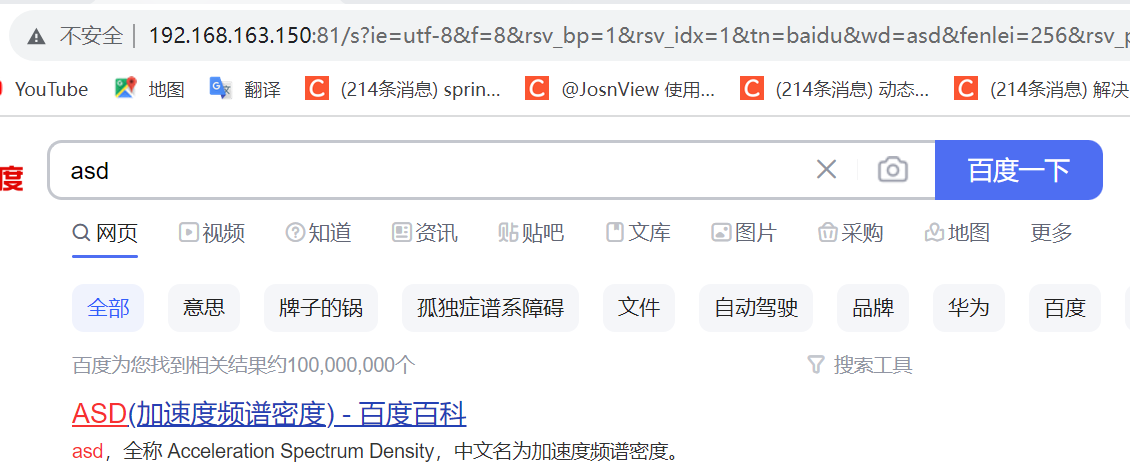 不安全 | 192.168.163.150:81/s?ie=utf-8&f=8&rsv_bp=1&rsv_idx=1&tn=baidu&wd=asd&fenlei=256&rsv_p
YouTube 地图 翻译 C (214条消息) sprin... C @JosnView 使用... C (214条消息) 动态... C (214条消息) 解决
度 asd 百度一下
网页 视频 知道 资讯 贴贴吧 文库 图片 采购 地图 更多
全部 意思 牌子的锅 孤独症谱系障碍 文件 自动驾驶 品牌 华为 百度
百度为您找到相关结果约100,000,000个 搜索工具
ASD(加速度频谱密度) - 百度百科
asd，全称 Acceleration Spectrum Density，中文名为加速度频谱密度。